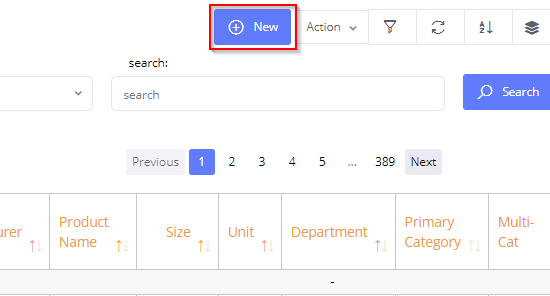 New Action
search:
search Search
Previous 1 2 3 4 5 ... 389 Next
urer Product Name Size Unit Department Primary Category Multi-Cat
-